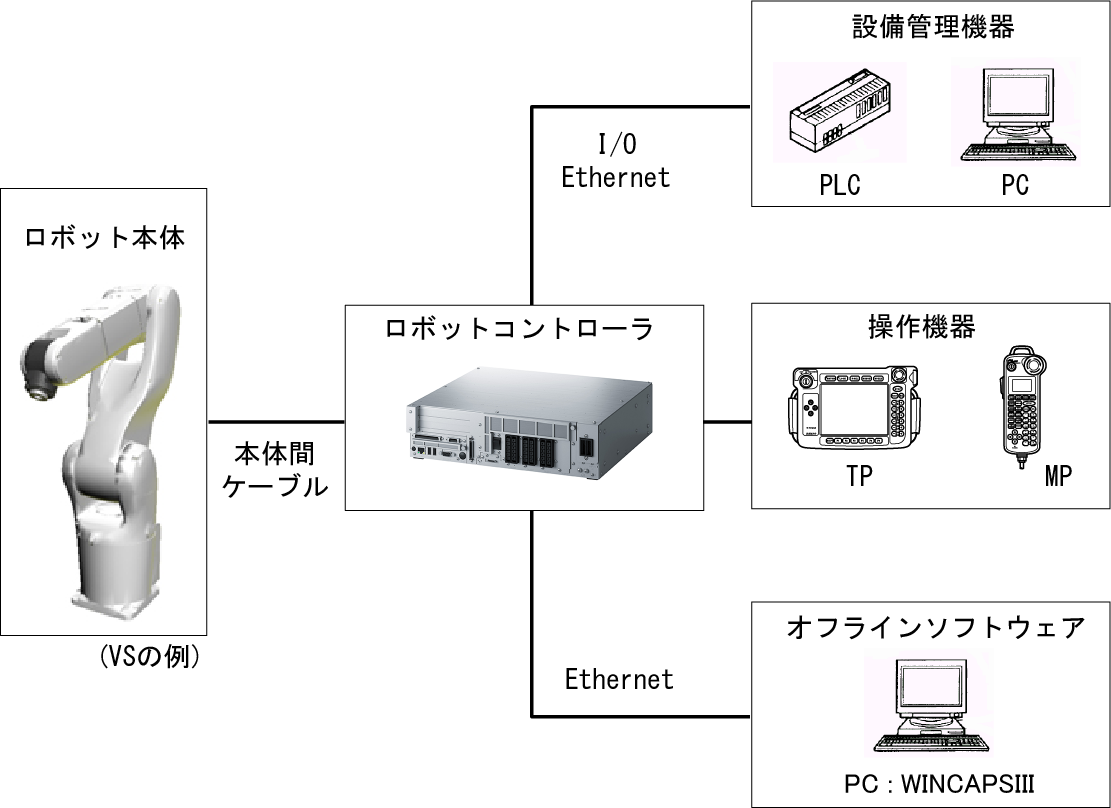 設備管理機器
PLC
PC
I/O
Ethernet
ロボット本体
(VSの例)
本体間
ケーブル
ロボットコントローラ
操作機器
TP
MP
Ethernet
オフラインソフトウェア
PC : WINCAPSIII